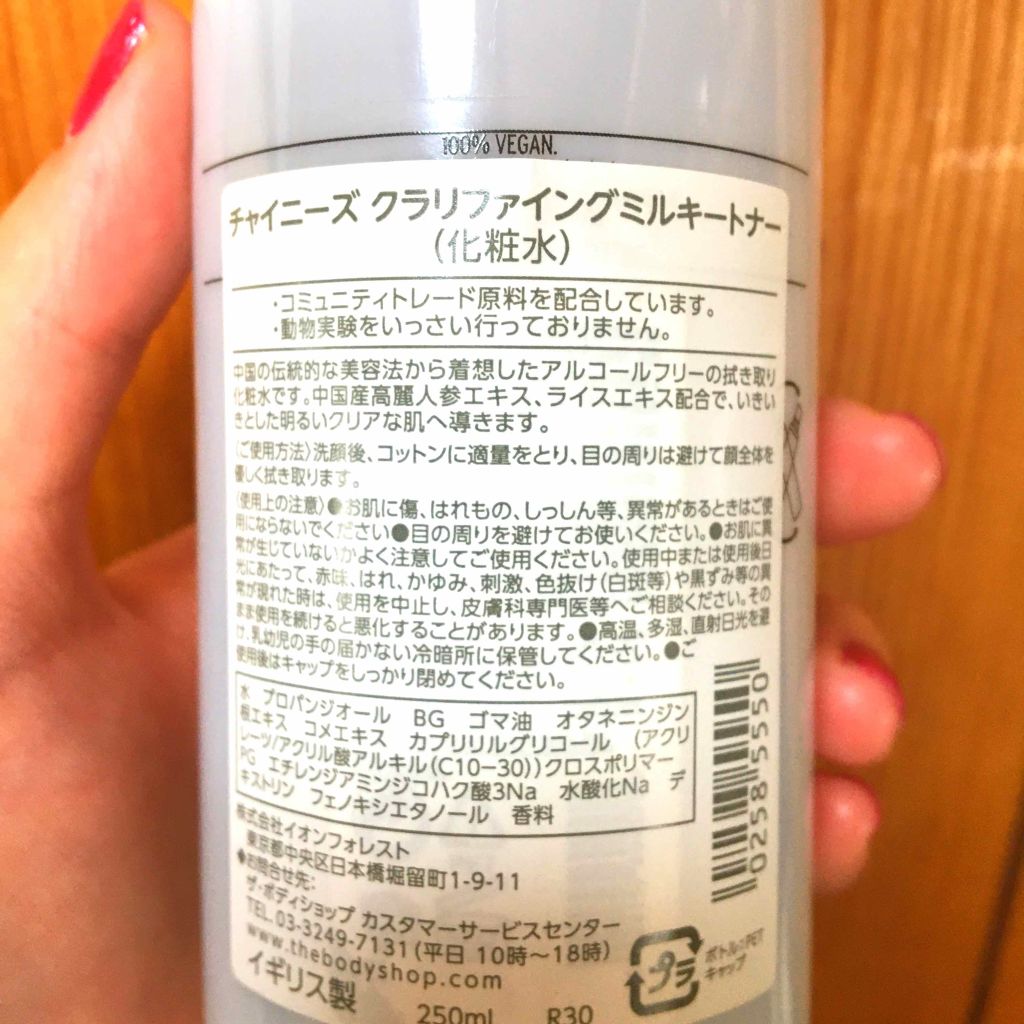 100% VEGAN.
チャイニーズ クラリファイングミルキートナー
(化粧水)
・コミュニティトレード原料を配合しています。
・動物実験をいっさい行っておりません。
中国の伝統的な美容法から着想したアルコールフリーの拭き取り
化粧水です。中国産高麗人参エキス、ライスエキス配合で、いきい
きとした明るいクリアな肌へ導きます。
〈ご使用方法〉洗顔後、コットンに適量をとり、目の周りは避けて顔全体を
優しく拭き取ります。
〈使用上の注意〉●お肌に傷、はれもの、しっしん等、異常があるときはご使
用にならないでください●目の周りを避けてお使いください。●お肌に異
常が生じていないかよく注意してご使用ください。使用中または使用後日
光にあたって、赤味、はれ、かゆみ、刺激、色抜け(白斑等)や黒ずみ等の異
常が現れた時は、使用を中止し、皮膚科専門医等へご相談ください。その
まま使用を続けると悪化することがあります。●高温、多湿、直射日光を避
け、乳幼児の手の届かない冷暗所に保管してください。●ご
使用後はキャップをしっかり閉めてください。
水 プロパンジオール BG ゴマ油 オタネニンジン
根エキス コメエキス カプリリルグリコール (アクリ
レーツ/アクリル酸アルキル(C10-30))クロスポリマー
PG エチレンジアミンジコハク酸3Na 水酸化Na デ
キストリン フェノキシエタノール 香料
株式会社イオンフォレスト
東京都中央区日本橋堀留町1-9-11
●お問合せ先:
ザ・ボディショップ カスタマーサービスセンター
TEL.03-3249-7131(平日 10時〜18時)
www.thebodyshop.com
イギリス製
250ml R30
プラ
ボトル:PET
キャップ
02585550